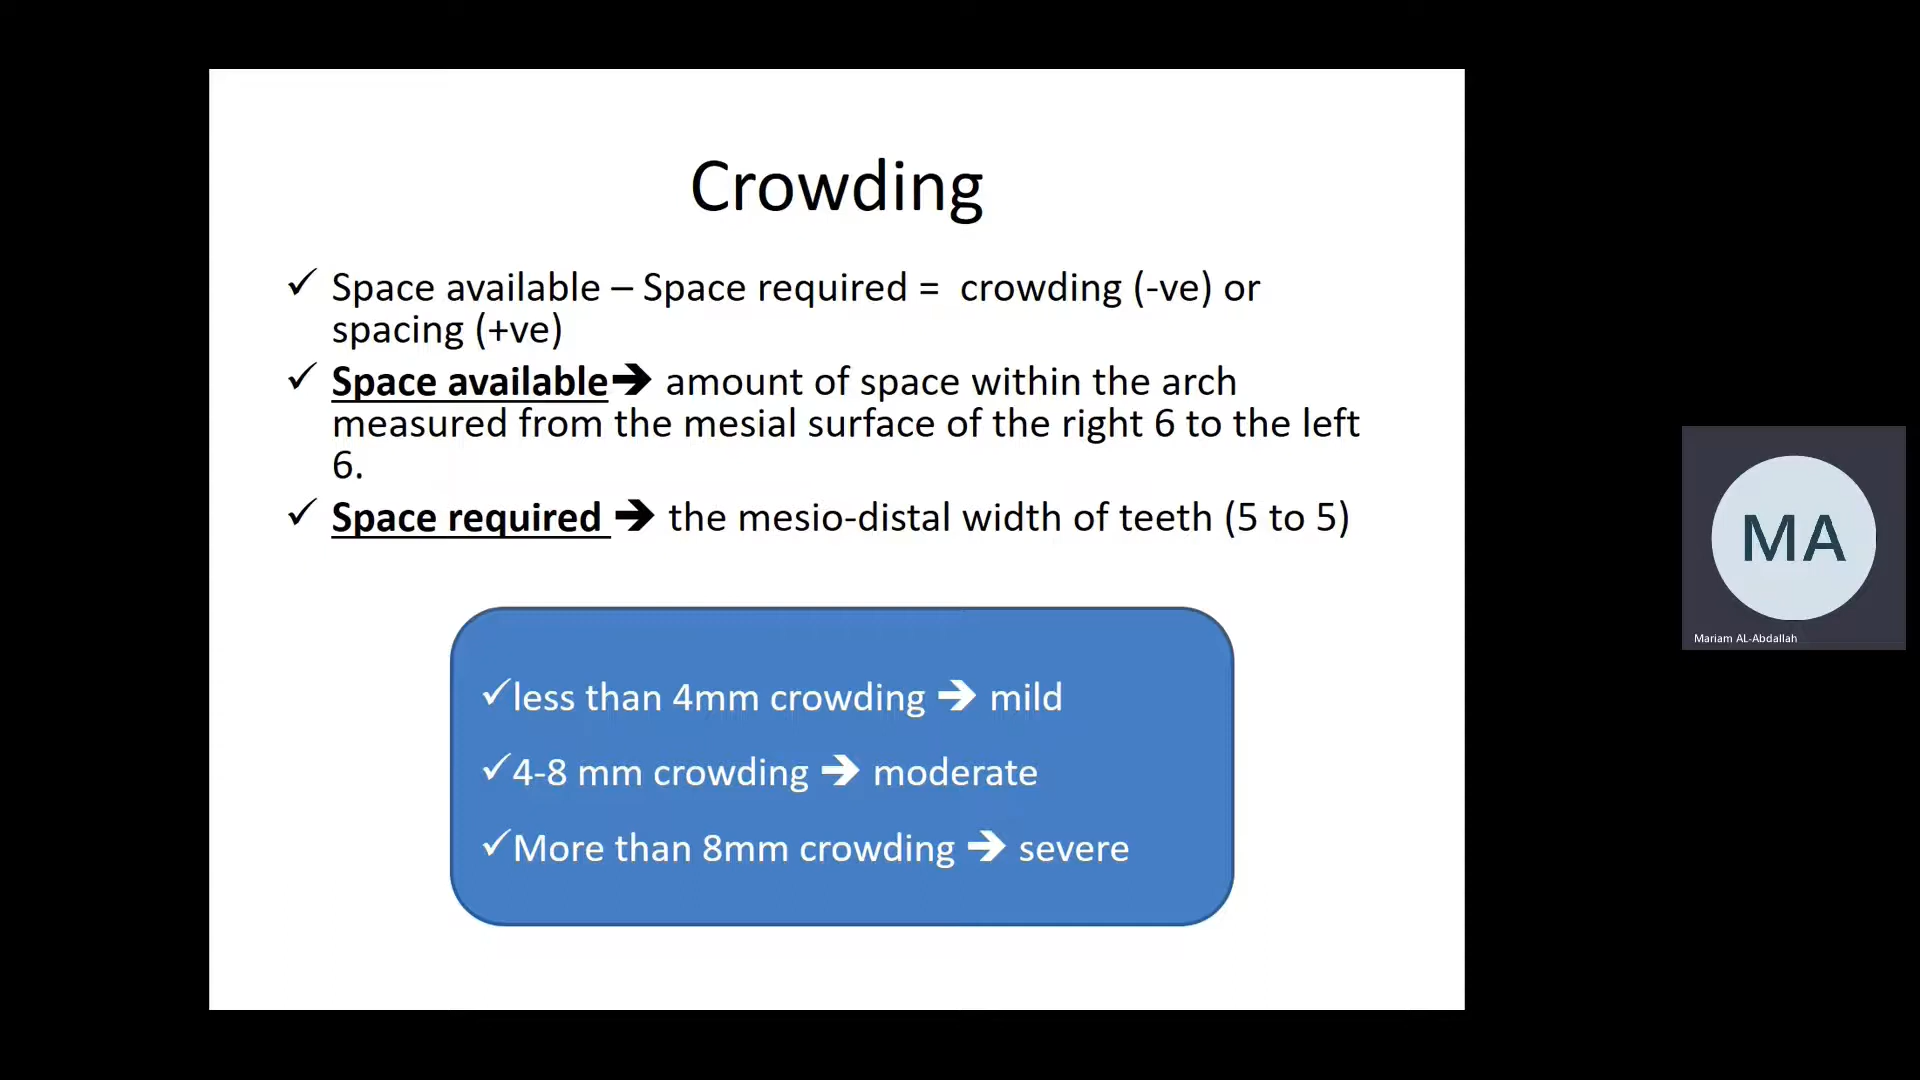 Crowding
✓ Space available – Space required = crowding (-ve) or
spacing (+ve)
✓ Space available➔ amount of space within the arch
measured from the mesial surface of the right 6 to the left
6.
✓ Space required ➔ the mesio-distal width of teeth (5 to 5)
✓less than 4mm crowding ➔ mild
✓4-8 mm crowding ➔ moderate
✓More than 8mm crowding ➔ severe
MA
Mariam AL-Abdallah